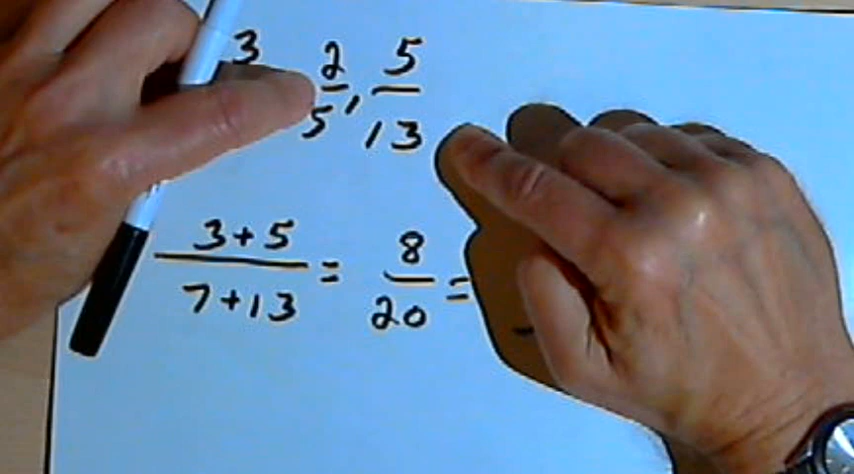 3 2/5, 5/13
(3+5)/(7+13) = 8/20 =